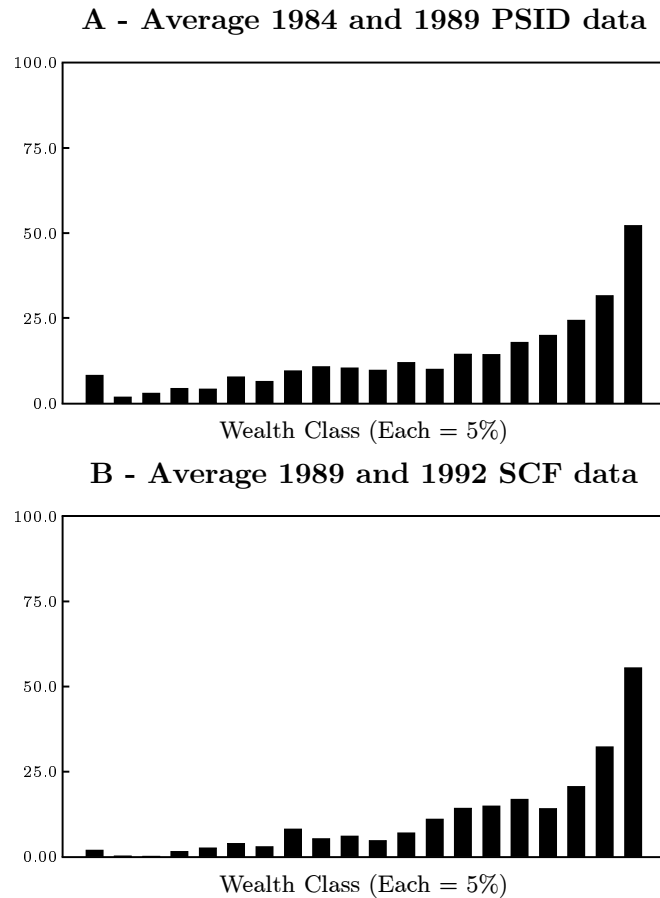 A - Average 1984 and 1989 PSID data
100.0
75.0
50.0
25.0
0.0
Wealth Class (Each = 5%)
B - Average 1989 and 1992 SCF data
100.0
75.0
50.0
25.0
0.00
Wealth Class (Each = 5%)